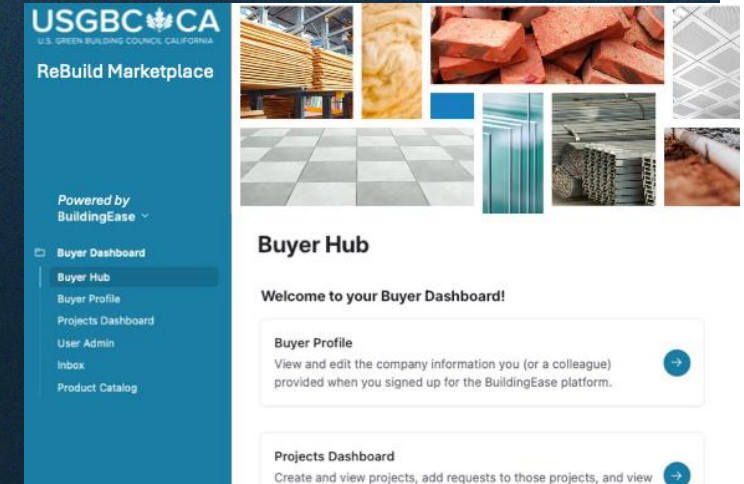 USGBC CA
U.S. GREEN BUILDING COUNCIL CALIFORNIA
ReBuild Marketplace
Powered by
BuildingEase
Buyer Dashboard
Buyer Hub
Buyer Profile
Projects Dashboard
User Admin
Inbox
Product Catalog
Buyer Hub
Welcome to your Buyer Dashboard!
Buyer Profile
View and edit the company information you (or a colleague)
provided when you signed up for the BuildingEase platform.
Projects Dashboard
Create and view projects, add requests to those projects, and view